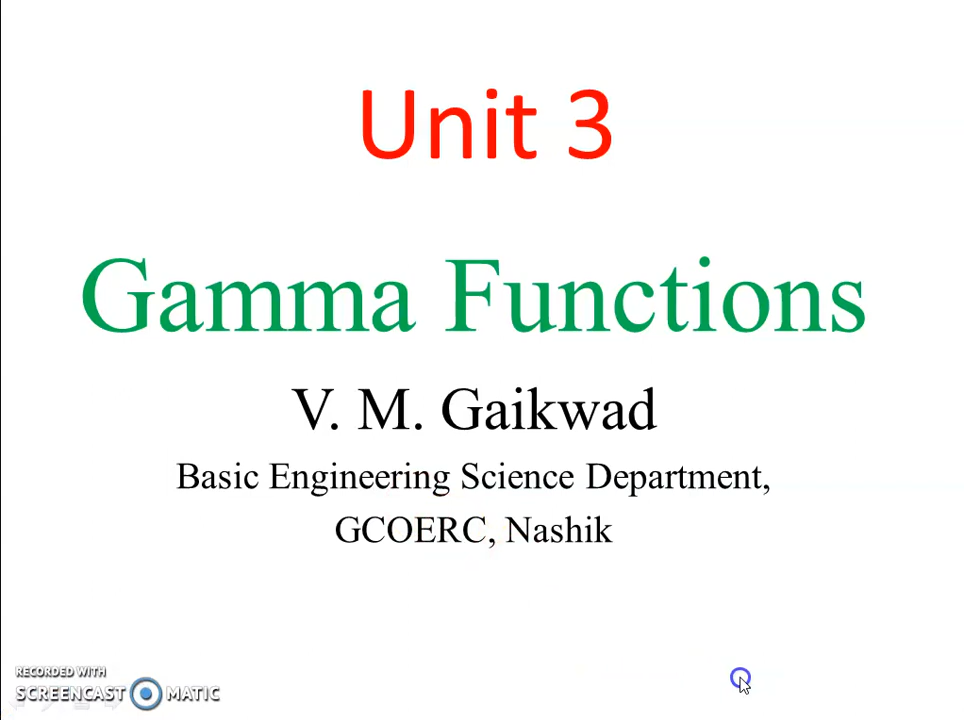 Unit 3
Gamma Functions
V. M. Gaikwad
Basic Engineering Science Department,
GCOERC, Nashik
RECORDED WITH
SCREENCAST MATIC